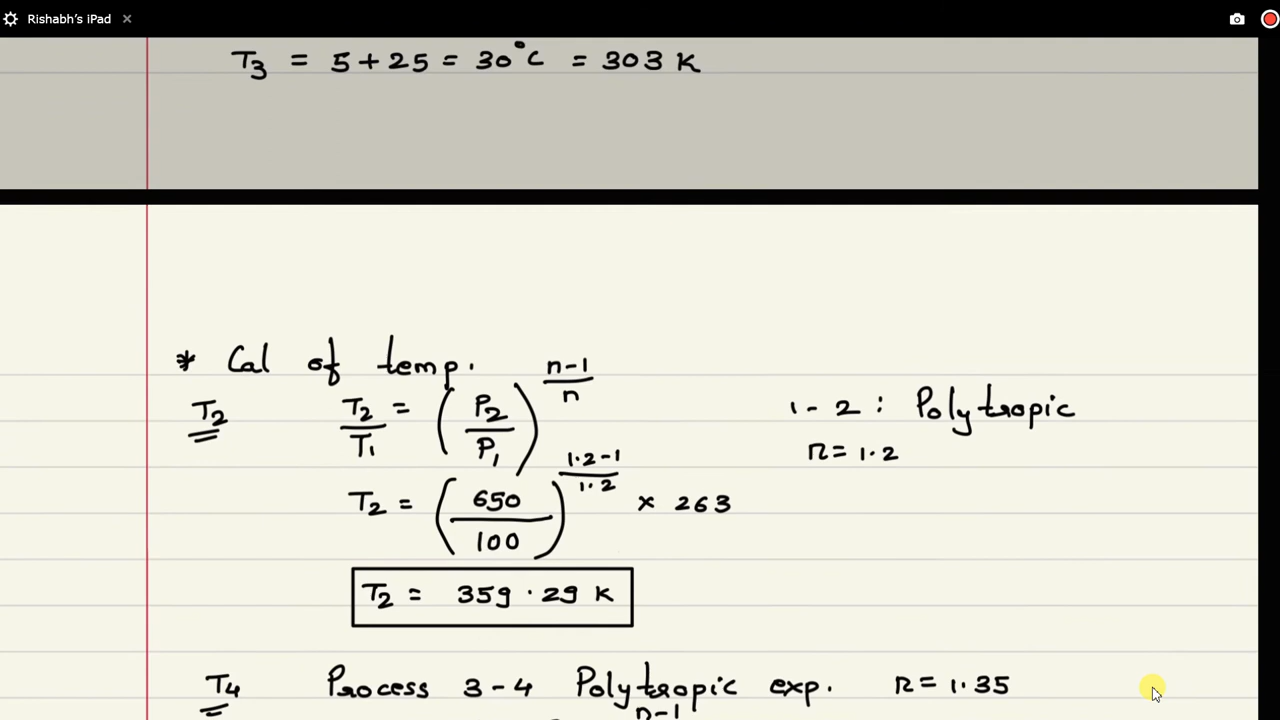 Rishabh's iPad
T3 = 5+25 = 30°C = 303 K
* Cal of temp.
T2 T2/T1 = (P2/P1)^(n-1/n) 1-2 : Polytropic
n = 1.2
T2 = (650/100)^(1.2-1/1.2) × 263
T2 = 359.29 K
T4 Process 3-4 Polytropic exp. n = 1.35
n-1